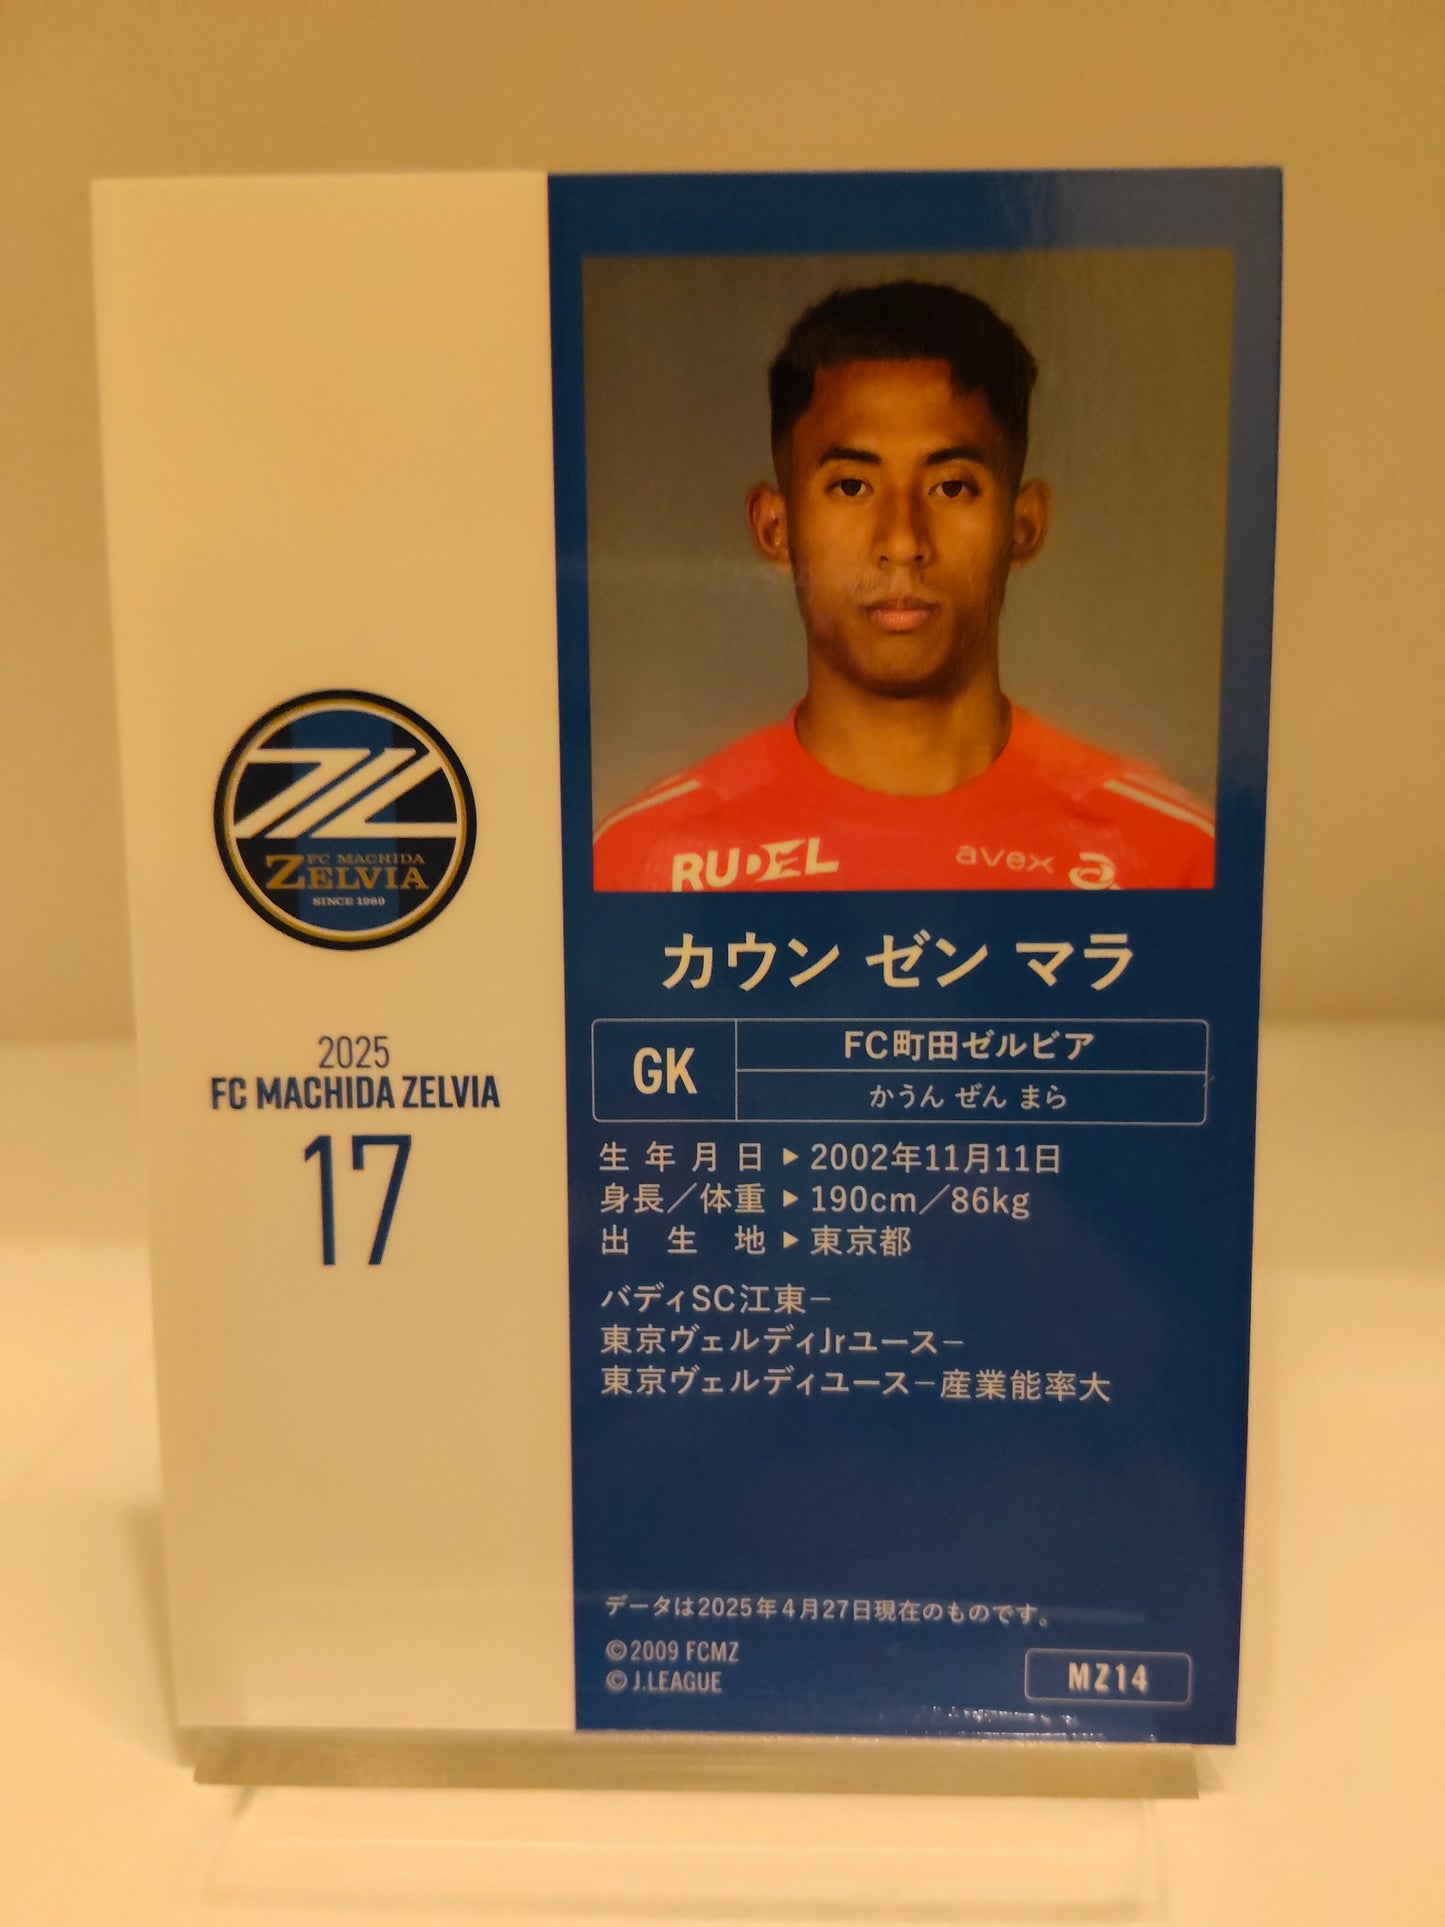 FC MACHIDA
ZELVIA
SINCE 1989
2025
FC MACHIDA ZELVIA
17
RUDEL
avex
カウン ゼン マラ
GK
FC町田ゼルビア
かうん ぜん まら
生年月日▶2002年11月11日
身長／体重▶190cm／86kg
出生地▶東京都
バディSC江東－
東京ヴェルディJrユース－
東京ヴェルディユース－産業能率大
データは2025年4月27日現在のものです。
©2009 FCMZ
© J.LEAGUE
MZ14